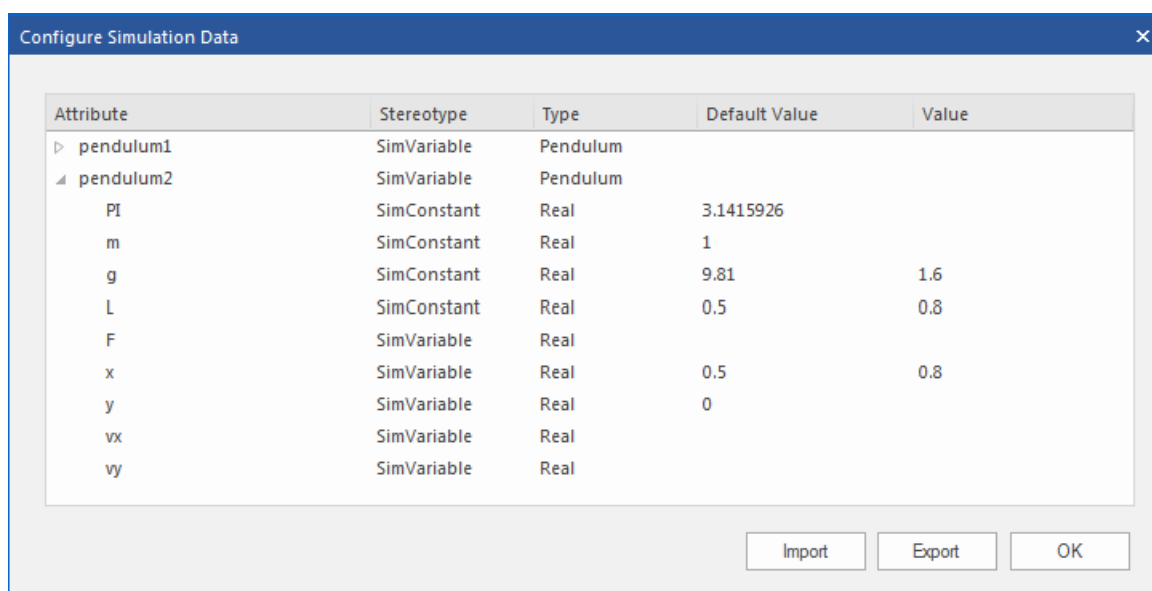 Configure Simulation Data
Attribute Stereotype Type Default Value Value
pendulum1 SimVariable Pendulum
pendulum2 SimVariable Pendulum
PI SimConstant Real 3.1415926
m SimConstant Real 1
g SimConstant Real 9.81 1.6
L SimConstant Real 0.5 0.8
F SimVariable Real
x SimVariable Real 0.5 0.8
y SimVariable Real 0
vx SimVariable Real
vy SimVariable Real
Import Export OK